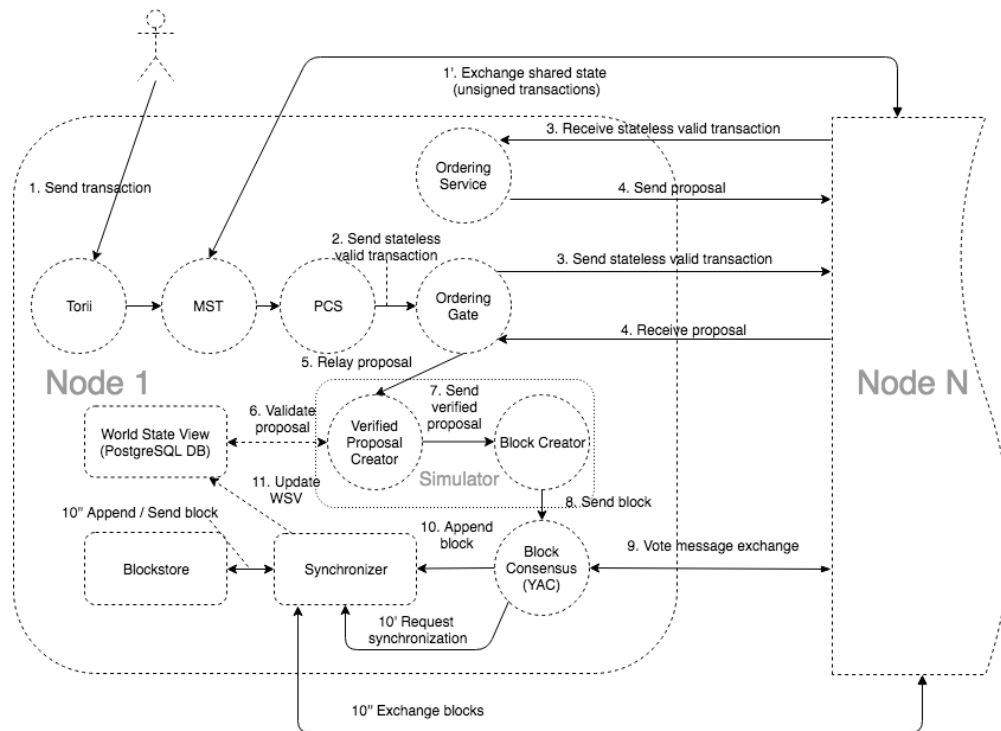 1'. Exchange shared state
(unsigned transactions)
3. Receive stateless valid transaction
Ordering
Service
1. Send transaction
4. Send proposal
2. Send stateless
valid transaction
3. Send stateless valid transaction
Torii
MST
PCS
Ordering
Gate
4. Receive proposal
5. Relay proposal
Node 1
Node N
6. Validate
proposal
7. Send
verified
proposal
World State View
(PostgreSQL DB)
Verified
Proposal
Creator
Block Creator
Simulator
11. Update
WSV
8. Send block
10" Append / Send block
10. Append
block
9. Vote message exchange
Blockstore
Synchronizer
Block
Consensus
(YAC)
10' Request
synchronization
10" Exchange blocks